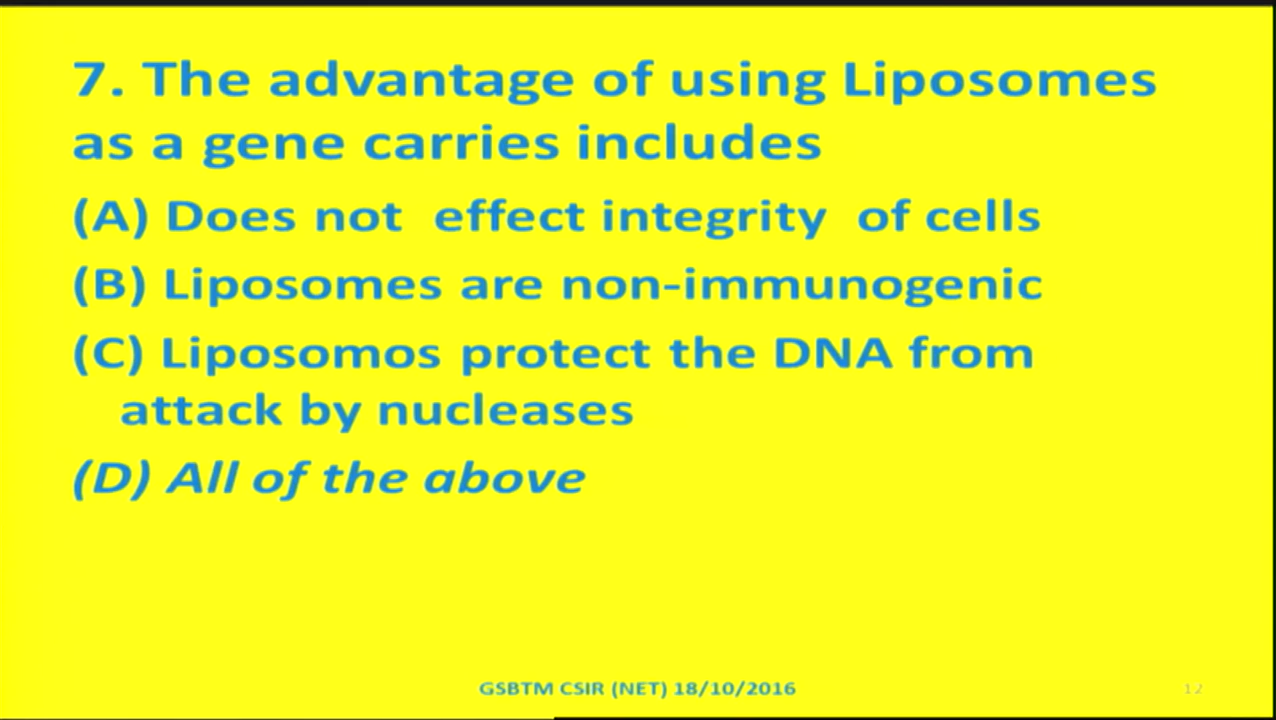 7. The advantage of using Liposomes
as a gene carries includes
(A) Does not effect integrity of cells
(B) Liposomes are non-immunogenic
(C) Liposomos protect the DNA from
attack by nucleases
(D) All of the above
GSBTM CSIR (NET) 18/10/2016
12